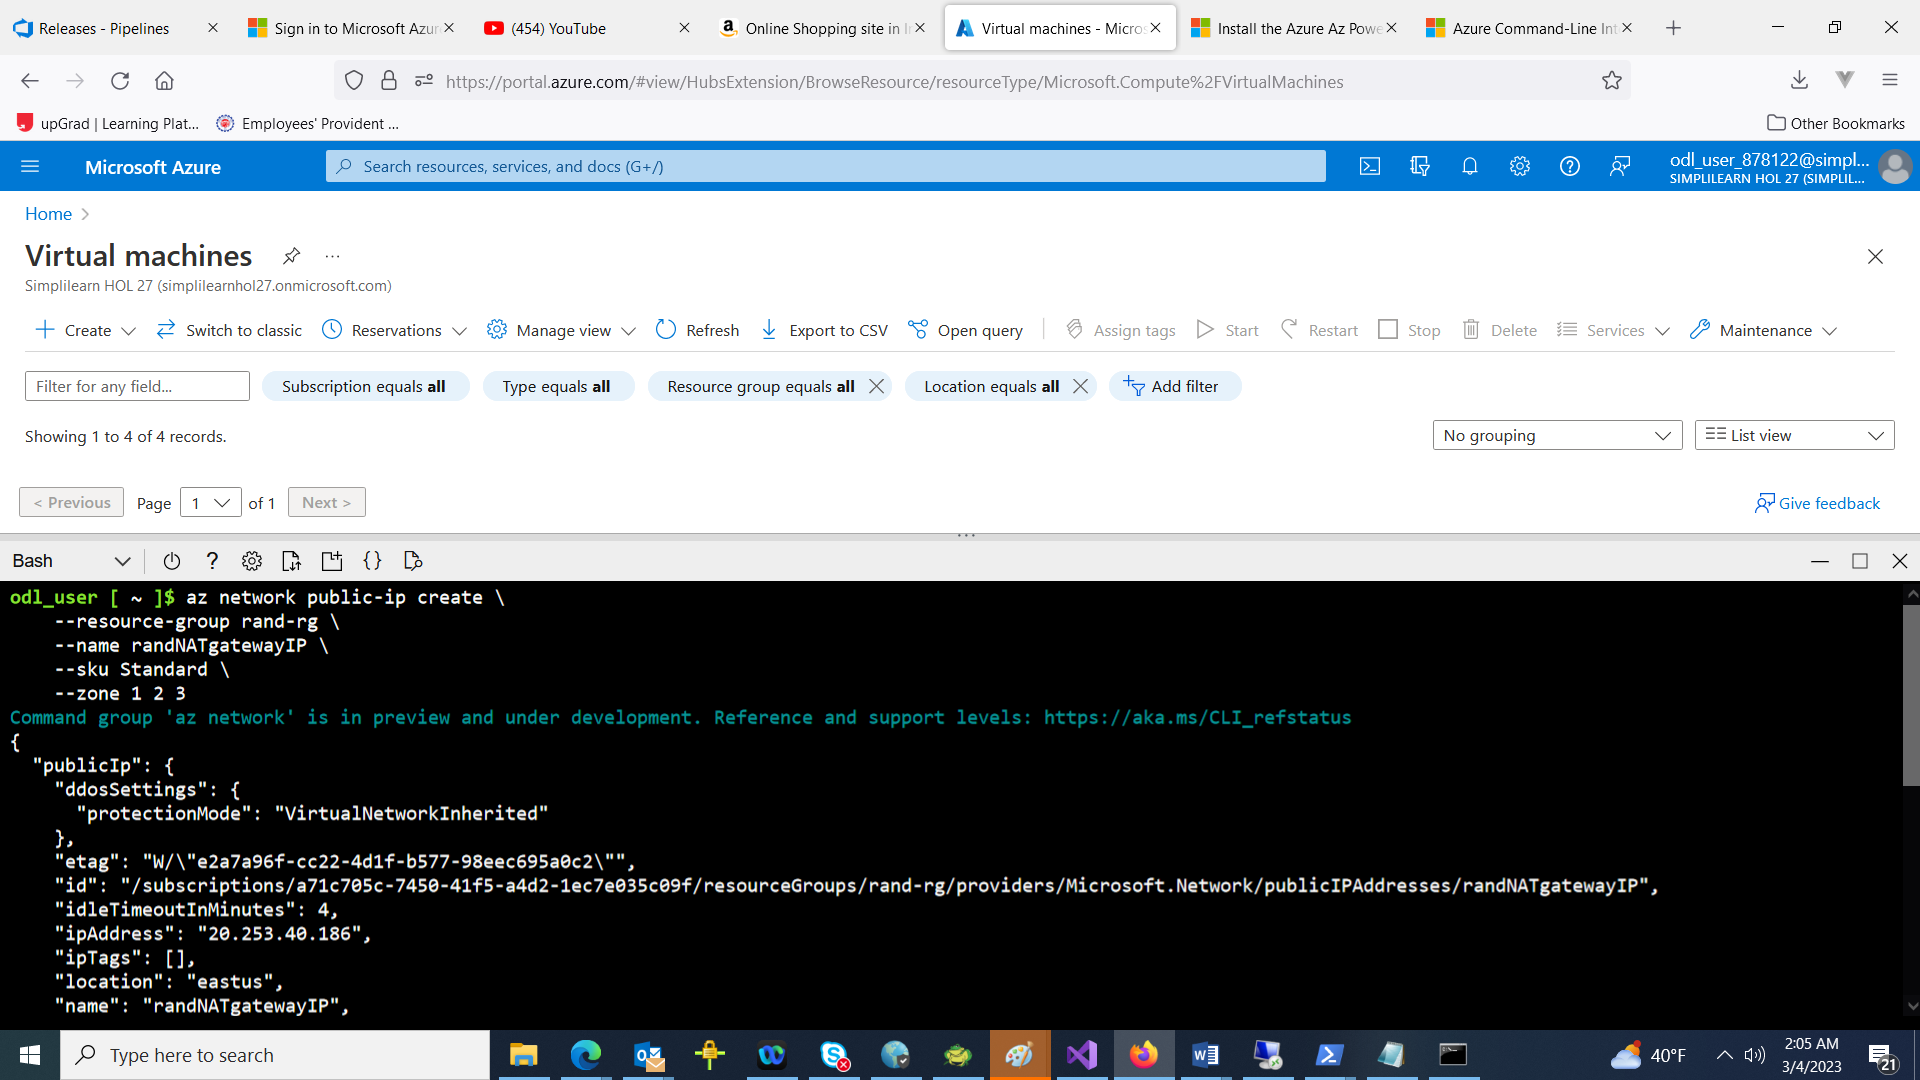 Releases - Pipelines
Sign in to Microsoft Azur
(454) YouTube
Online Shopping site in I
Virtual machines - Micros
Install the Azure Az Powe
Azure Command-Line Int
https://portal.azure.com/#view/HubsExtension/BrowseResource/resourceType/Microsoft.Compute%2FVirtualMachines
upGrad | Learning Plat...
Employees' Provident ...
Other Bookmarks
Microsoft Azure
Search resources, services, and docs (G+/)
odl_user_878122@simpl...
SIMPLILEARN HOL 27 (SIMPLIL...
Home
Virtual machines
Simplilearn HOL 27 (simplilearnhol27.onmicrosoft.com)
Create
Switch to classic
Reservations
Manage view
Refresh
Export to CSV
Open query
Assign tags
Start
Restart
Stop
Delete
Services
Maintenance
Filter for any field...
Subscription equals all
Type equals all
Resource group equals all
Location equals all
Add filter
Showing 1 to 4 of 4 records.
No grouping
List view
< Previous
Page
1
of 1
Next >
Give feedback
Bash
odl_user [ ~ ]$ az network public-ip create \
    --resource-group rand-rg \
    --name randNATgatewayIP \
    --sku Standard \
    --zone 1 2 3
Command group 'az network' is in preview and under development. Reference and support levels: https://aka.ms/CLI_refstatus
{
  "publicIp": {
    "ddosSettings": {
      "protectionMode": "VirtualNetworkInherited"
    },
    "etag": "W/\"e2a7a96f-cc22-4d1f-b577-98eec695a0c2\"",
    "id": "/subscriptions/a71c705c-7450-41f5-a4d2-1ec7e035c09f/resourceGroups/rand-rg/providers/Microsoft.Network/publicIPAddresses/randNATgatewayIP",
    "idleTimeoutInMinutes": 4,
    "ipAddress": "20.253.40.186",
    "ipTags": [],
    "location": "eastus",
    "name": "randNATgatewayIP",
Type here to search
40°F
2:05 AM
3/4/2023
21